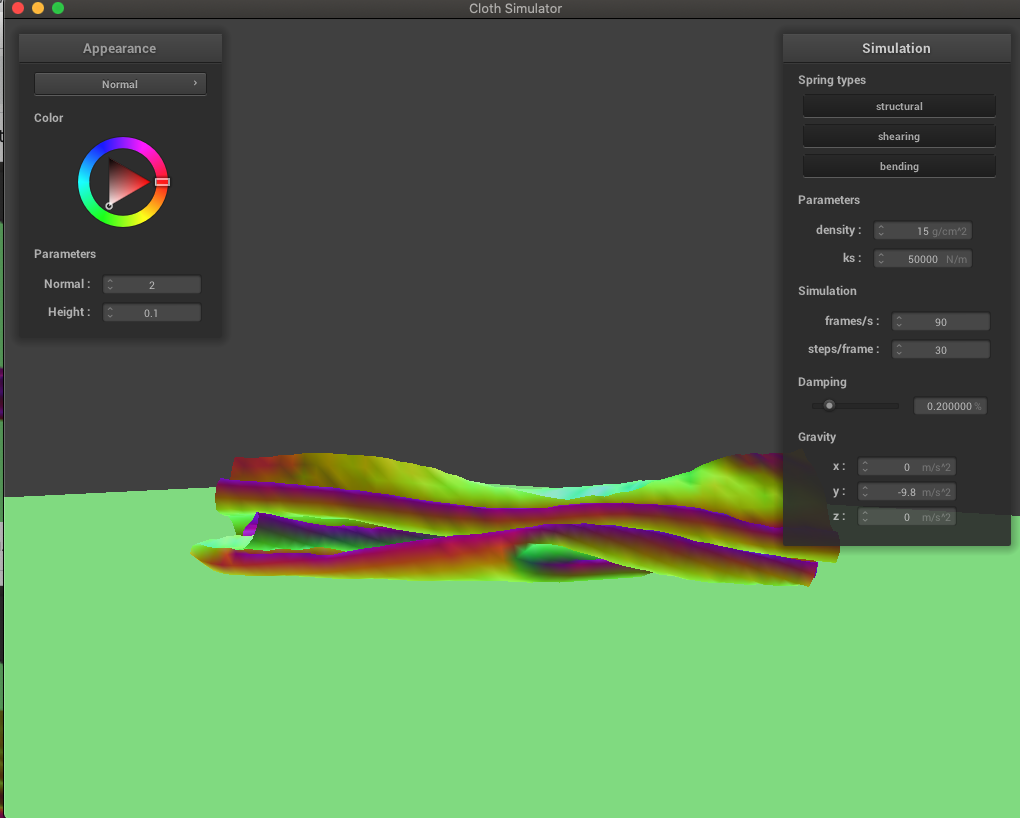 Cloth Simulator
Appearance
Normal
Color
Parameters
Normal : 2
Height : 0.1
Simulation
Spring types
structural
shearing
bending
Parameters
density : 15 g/cm^2
ks : 50000 N/m
Simulation
frames/s : 90
steps/frame : 30
Damping
0.200000 %
Gravity
x : 0 m/s^2
y : -9.8 m/s^2
z : 0 m/s^2